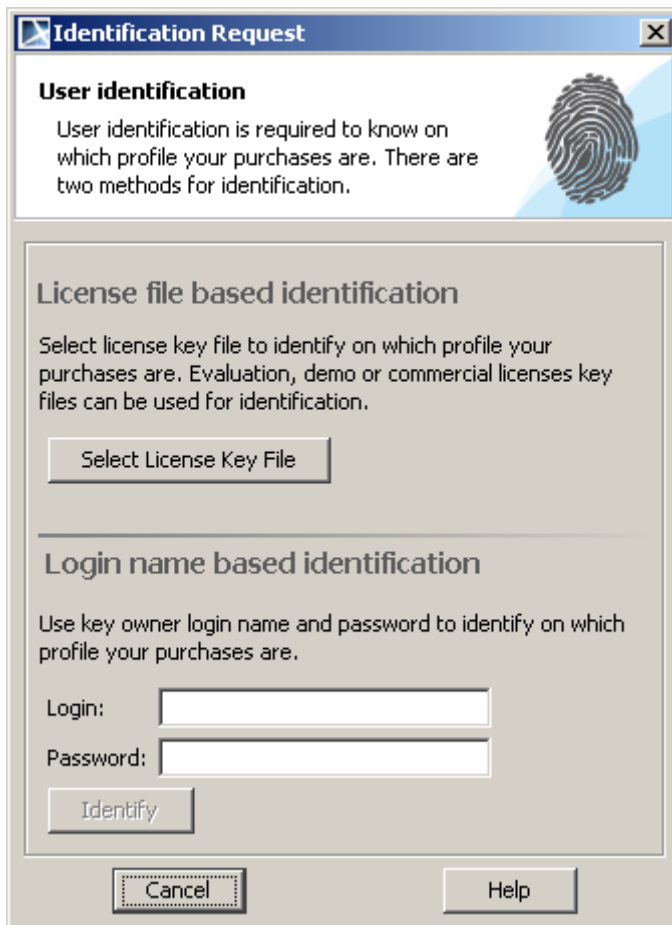 Identification Request
User identification
User identification is required to know on
which profile your purchases are. There are
two methods for identification.
License file based identification
Select license key file to identify on which profile your
purchases are. Evaluation, demo or commercial licenses key
files can be used for identification.
Select License Key File
Login name based identification
Use key owner login name and password to identify on which
profile your purchases are.
Login:
Password:
Identify
Cancel Help